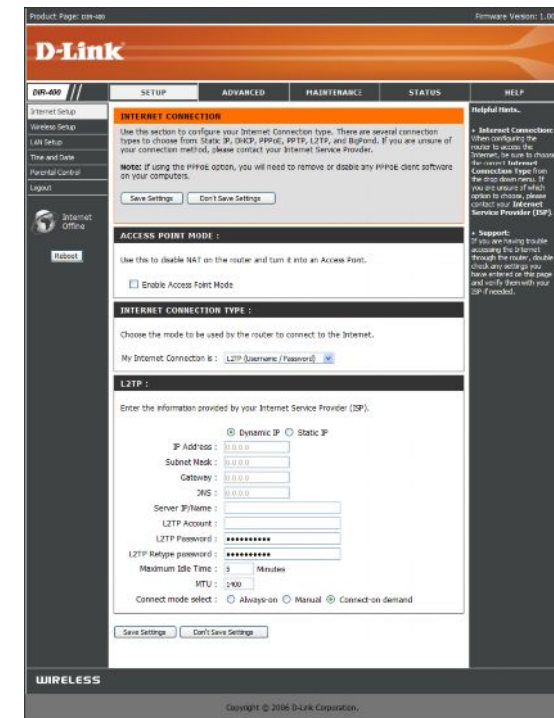 Product Page: DIR-400
Firmware Version: 1.00
D-Link
DIR-400
SETUP
ADVANCED
MAINTENANCE
STATUS
HELP
Internet Setup
Wireless Setup
LAN Setup
Time and Date
Parental Control
Logout
Internet
Offline
Reboot
INTERNET CONNECTION
Use this section to configure your Internet Connection type. There are several connection
types to choose from: Static IP, DHCP, PPPoE, PPTP, L2TP, and BigPond. If you are unsure of
your connection method, please contact your Internet Service Provider.
Note: If using the PPPoE option, you will need to remove or disable any PPPoE client software
on your computers.
Save Settings
Don't Save Settings
ACCESS POINT MODE :
Use this to disable NAT on the router and turn it into an Access Point.
Enable Access Point Mode
INTERNET CONNECTION TYPE :
Choose the mode to be used by the router to connect to the Internet.
My Internet Connection is : L2TP (Username / Password)
L2TP :
Enter the information provided by your Internet Service Provider (ISP).
Dynamic IP Static IP
IP Address : 0.0.0.0
Subnet Mask : 0.0.0.0
Gateway : 0.0.0.0
DNS : 0.0.0.0
Server IP/Name :
L2TP Account :
L2TP Password : ••••••••••
L2TP Retype password : ••••••••••
Maximum Idle Time : 5 Minutes
MTU : 1400
Connect mode select : Always-on Manual Connect-on demand
Save Settings
Don't Save Settings
Helpful Hints..
• Internet Connection:
When configuring the
router to access the
Internet, be sure to choose
the correct Internet
Connection Type from
the drop down menu. If
you are unsure of which
option to choose, please
contact your Internet
Service Provider (ISP).
• Support:
If you are having trouble
accessing the Internet
through the router, double
check any settings you
have entered on this page
and verify them with your
ISP if needed.
WIRELESS
Copyright © 2006 D-Link Corporation.